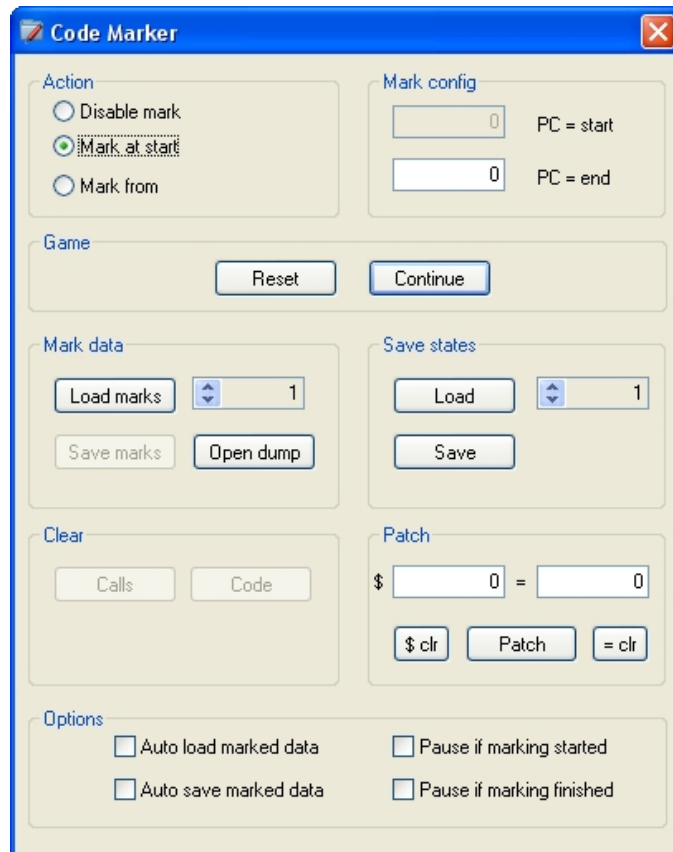 Code Marker
Action
Disable mark
Mark at start
Mark from
Mark config
0 PC = start
0 PC = end
Game
Reset Continue
Mark data
Load marks 1
Save marks Open dump
Save states
Load 1
Save
Clear
Calls Code
Patch
$ 0 = 0
$ clr Patch = clr
Options
Auto load marked data Pause if marking started
Auto save marked data Pause if marking finished